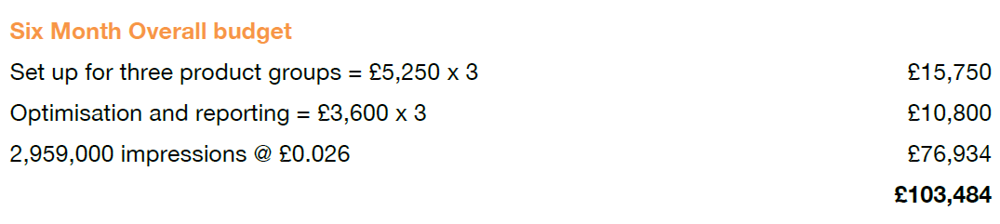 Six Month Overall budget
Set up for three product groups = £5,250 x 3 £15,750
Optimisation and reporting = £3,600 x 3 £10,800
2,959,000 impressions @ £0.026 £76,934
£103,484